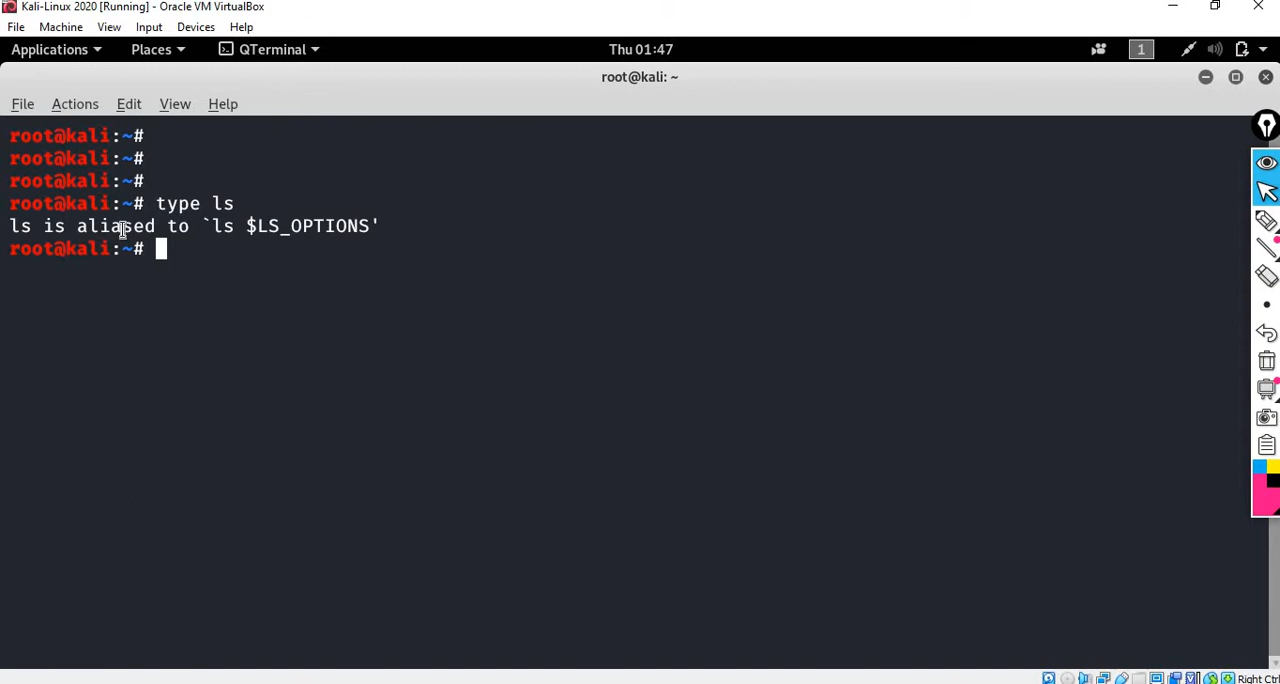 Kali-Linux 2020 [Running] - Oracle VM VirtualBox
File Machine View Input Devices Help
Applications Places QTerminal Thu 01:47 1
root@kali: ~
File Actions Edit View Help
root@kali:~#
root@kali:~#
root@kali:~#
root@kali:~# type ls
ls is aliased to `ls $LS_OPTIONS'
root@kali:~#
Right Ctrl